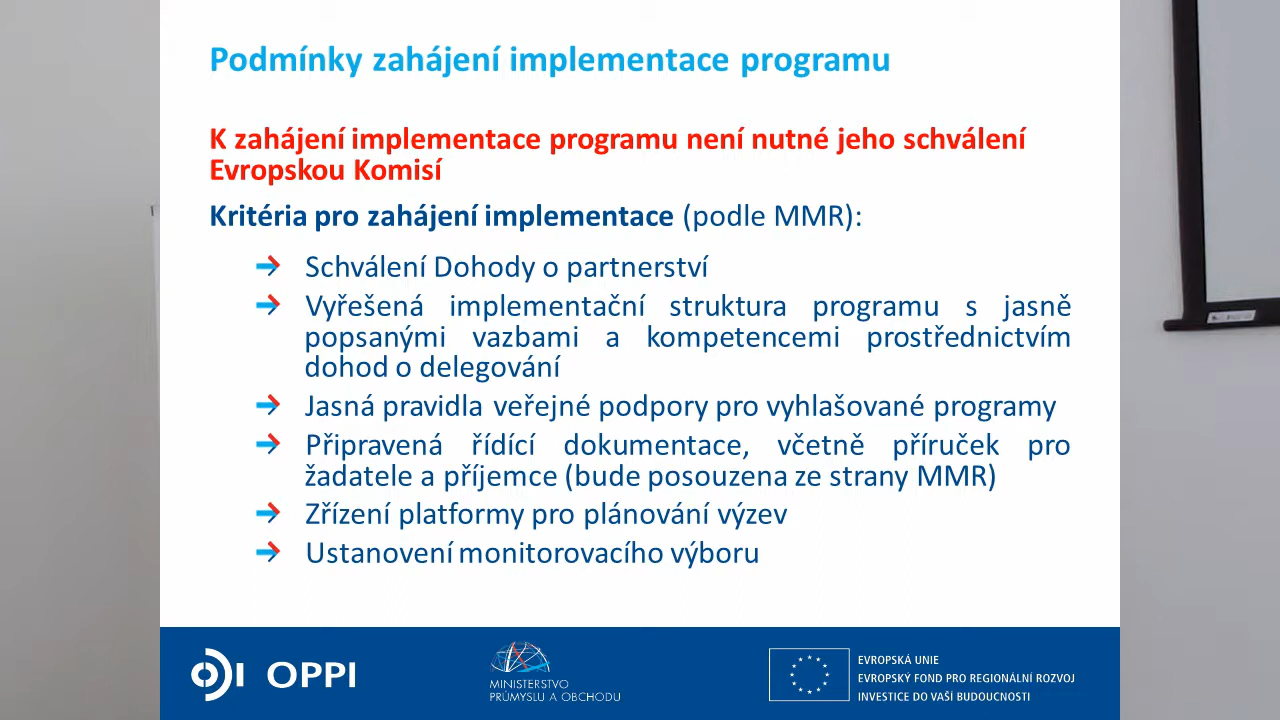 Podmínky zahájení implementace programu
K zahájení implementace programu není nutné jeho schválení
Evropskou Komisí
Kritéria pro zahájení implementace (podle MMR):
Schválení Dohody o partnerství
Vyřešená implementační struktura programu s jasně
popsanými vazbami a kompetencemi prostřednictvím
dohod o delegování
Jasná pravidla veřejné podpory pro vyhlašované programy
Připravená řídící dokumentace, včetně příruček pro
žadatele a příjemce (bude posouzena ze strany MMR)
Zřízení platformy pro plánování výzev
Ustanovení monitorovacího výboru
OPPI
MINISTERSTVO
PRŮMYSLU A OBCHODU
EVROPSKÁ UNIE
EVROPSKÝ FOND PRO REGIONÁLNÍ ROZVOJ
INVESTICE DO VAŠÍ BUDOUCNOSTI